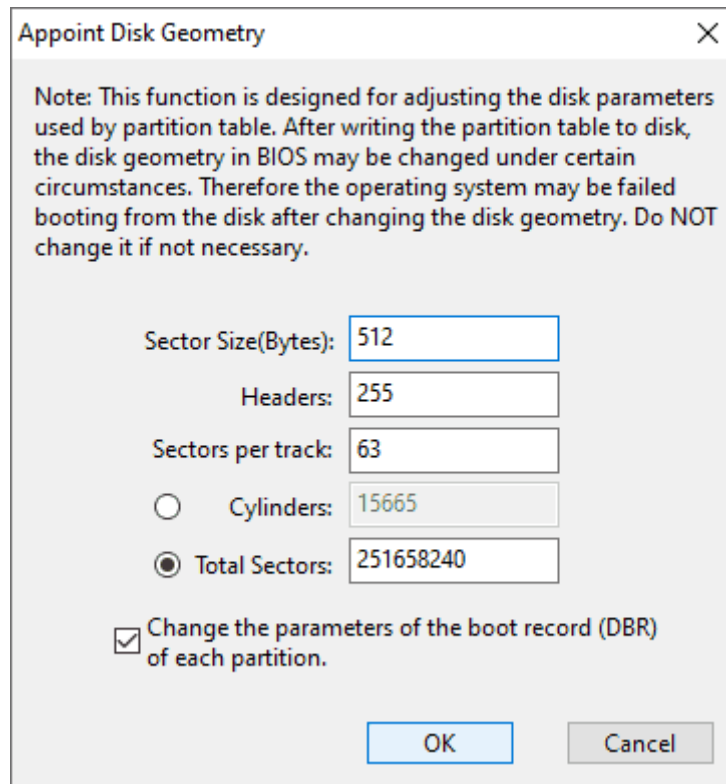 Appoint Disk Geometry
Note: This function is designed for adjusting the disk parameters
used by partition table. After writing the partition table to disk,
the disk geometry in BIOS may be changed under certain
circumstances. Therefore the operating system may be failed
booting from the disk after changing the disk geometry. Do NOT
change it if not necessary.
Sector Size(Bytes): 512
Headers: 255
Sectors per track: 63
Cylinders: 15665
Total Sectors: 251658240
Change the parameters of the boot record (DBR)
of each partition.
OK Cancel